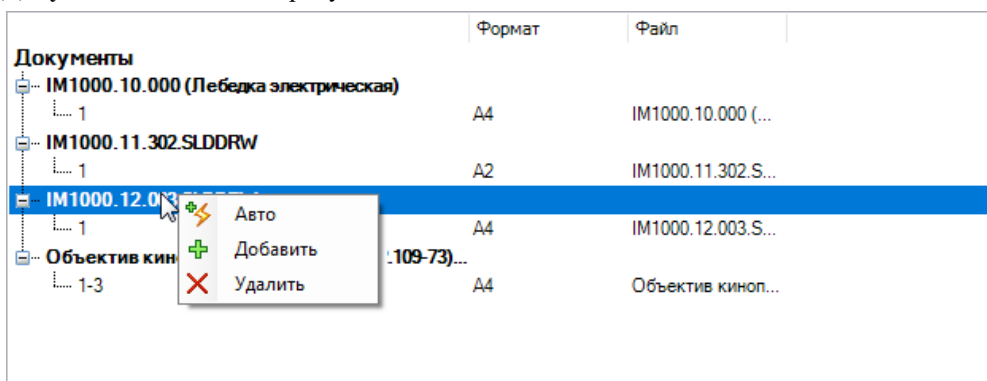 Формат Файл
Документы
IM1000.10.000 (Лебедка электрическая)
1 A4 IM1000.10.000 (...
IM1000.11.302.SLDDRW
1 A2 IM1000.11.302.S...
IM1000.12.0
Авто
1 A4 IM1000.12.003.S...
Добавить
Объектив кин .109-73)...
1-3 A4 Объектив киноп...
Удалить